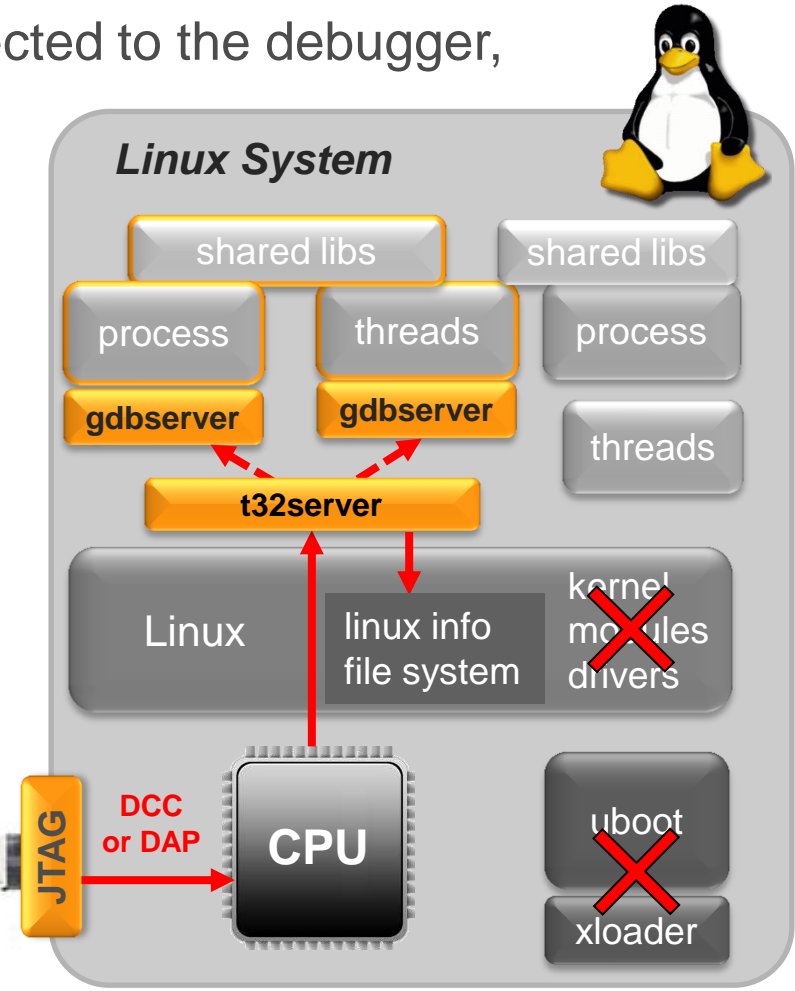 ected to the debugger,
Linux System
shared libs
shared libs
process
threads
process
gdbserver
gdbserver
threads
t32server
Linux
linux info
file system
kernel
modules
drivers
JTAG
DCC
or DAP
CPU
uboot
xloader